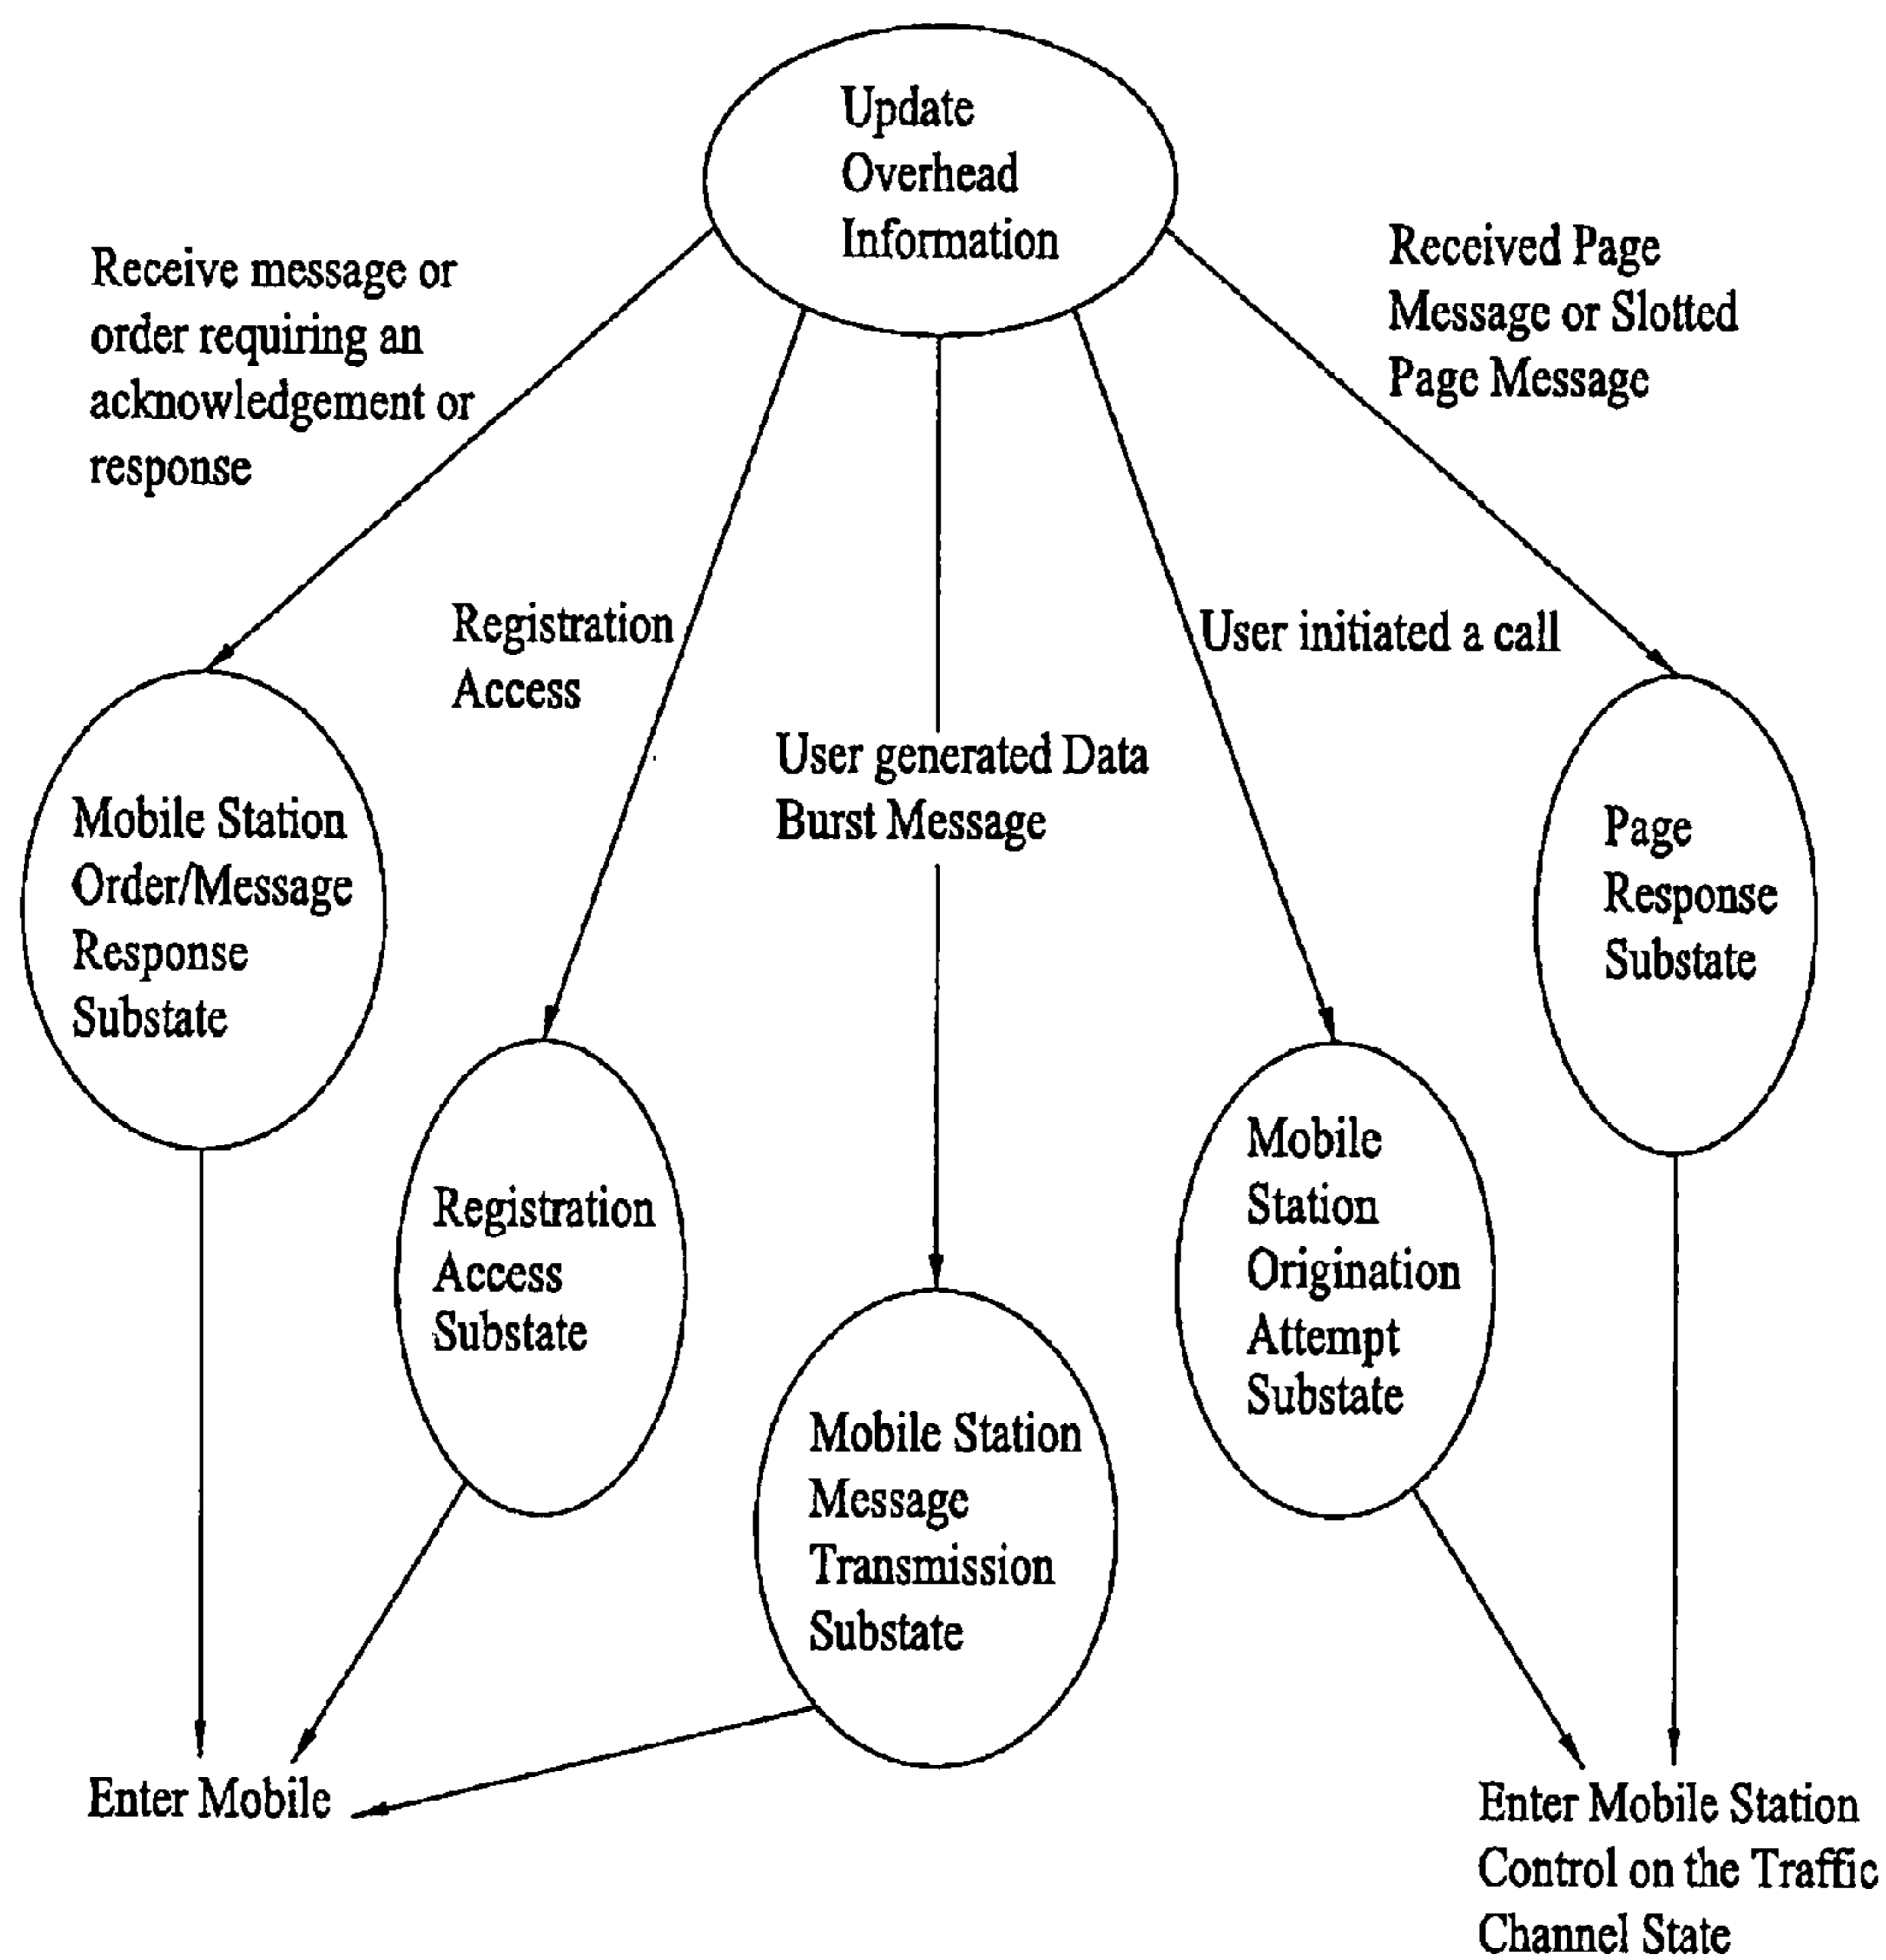 Update
Overhead
Information
Receive message or
order requiring an
acknowledgement or
response
Received Page
Message or Slotted
Page Message
Registration
Access
User initiated a call
User generated Data
Burst Message
Mobile Station
Order/Message
Response
Substate
Page
Response
Substate
Registration
Access
Substate
Mobile
Station
Origination
Attempt
Substate
Mobile Station
Message
Transmission
Substate
Enter Mobile
Enter Mobile Station
Control on the Traffic
Channel State